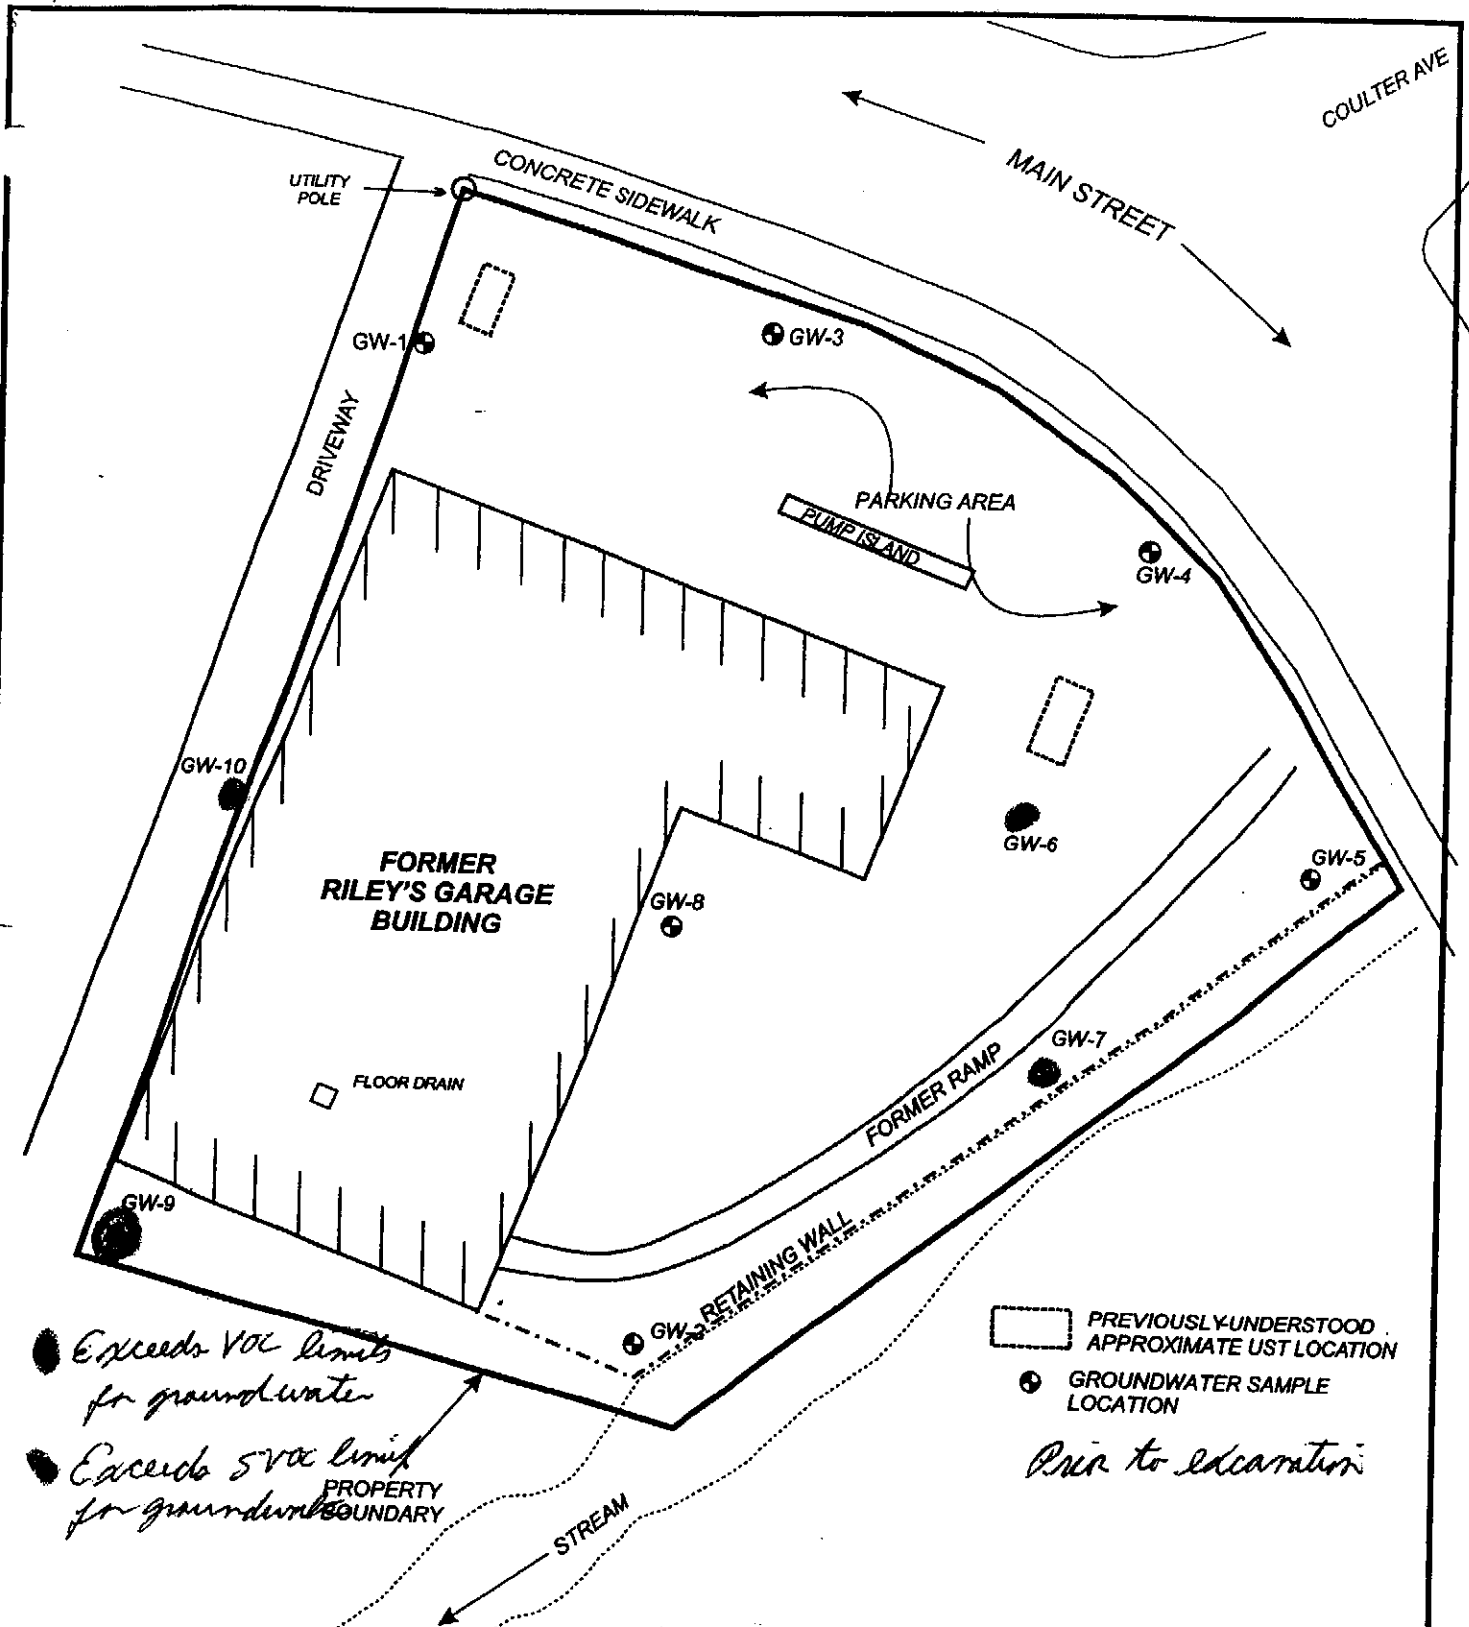 COULTER AVE
MAIN STREET
CONCRETE SIDEWALK
UTILITY
POLE
GW-1
GW-3
DRIVEWAY
PARKING AREA
PUMP ISLAND
GW-4
GW-10
GW-6
FORMER
RILEY'S GARAGE
BUILDING
GW-5
GW-8
GW-7
FLOOR DRAIN
FORMER RAMP
GW-9
RETAINING WALL
GW-2
PREVIOUSLY-UNDERSTOOD
APPROXIMATE UST LOCATION
GROUNDWATER SAMPLE
LOCATION
Exceeds VOC limits
for groundwater
Exceeds SVOC limit
for groundwater
PROPERTY
BOUNDARY
Prior to excavation
STREAM